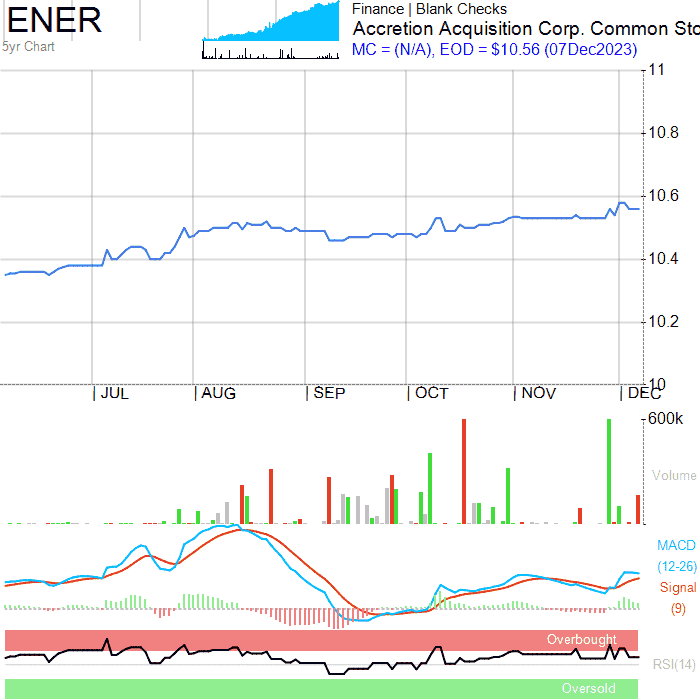 ENER
5yr Chart
Finance | Blank Checks
Accretion Acquisition Corp. Common Sto
MC = (N/A), EOD = $10.56 (07Dec2023)
11
10.8
10.6
10.4
10.2
10
JUL
AUG
SEP
OCT
NOV
DEC
600k
Volume
MACD
(12-26)
Signal
(9)
Overbought
RSI(14)
Oversold